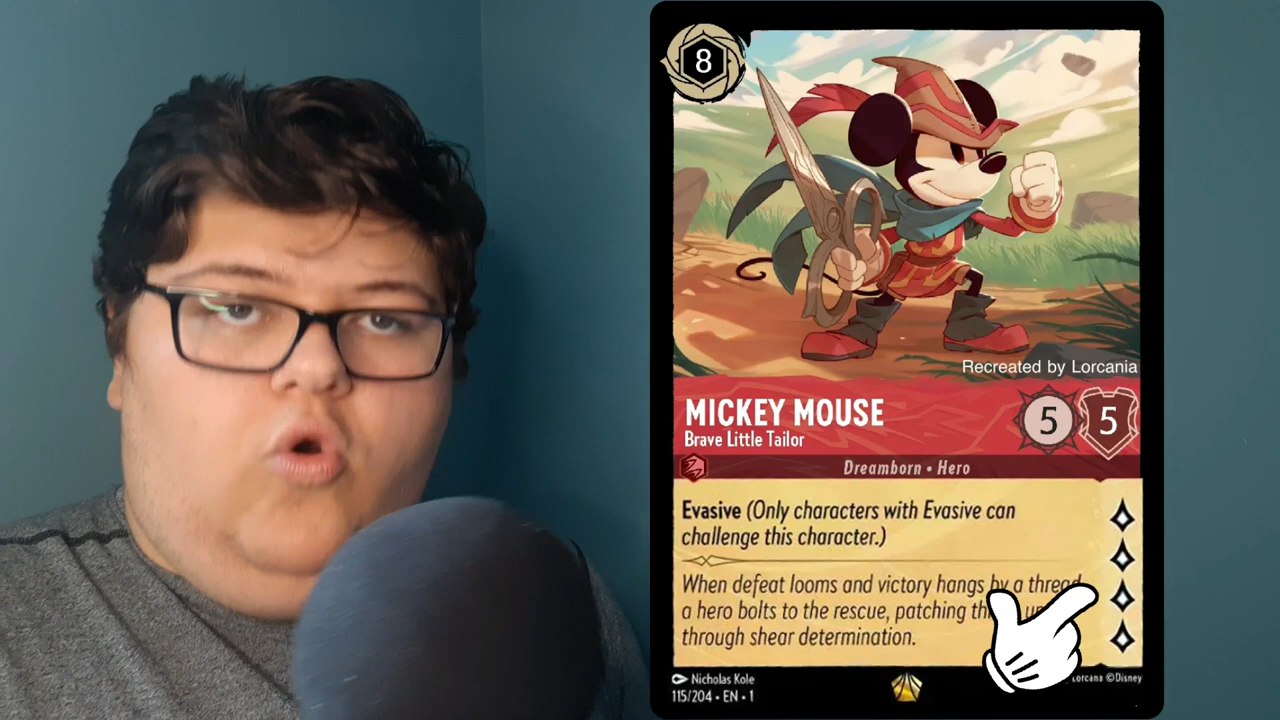 8
Recreated by Lorcania
MICKEY MOUSE
Brave Little Tailor
5
5
Dreamborn • Hero
Evasive (Only characters with Evasive can
challenge this character.)
When defeat looms and victory hangs by a thread
a hero bolts to the rescue, patching
through shear determination.
Nicholas Kole
115/204 • EN • 1
Lorcana ©Disney